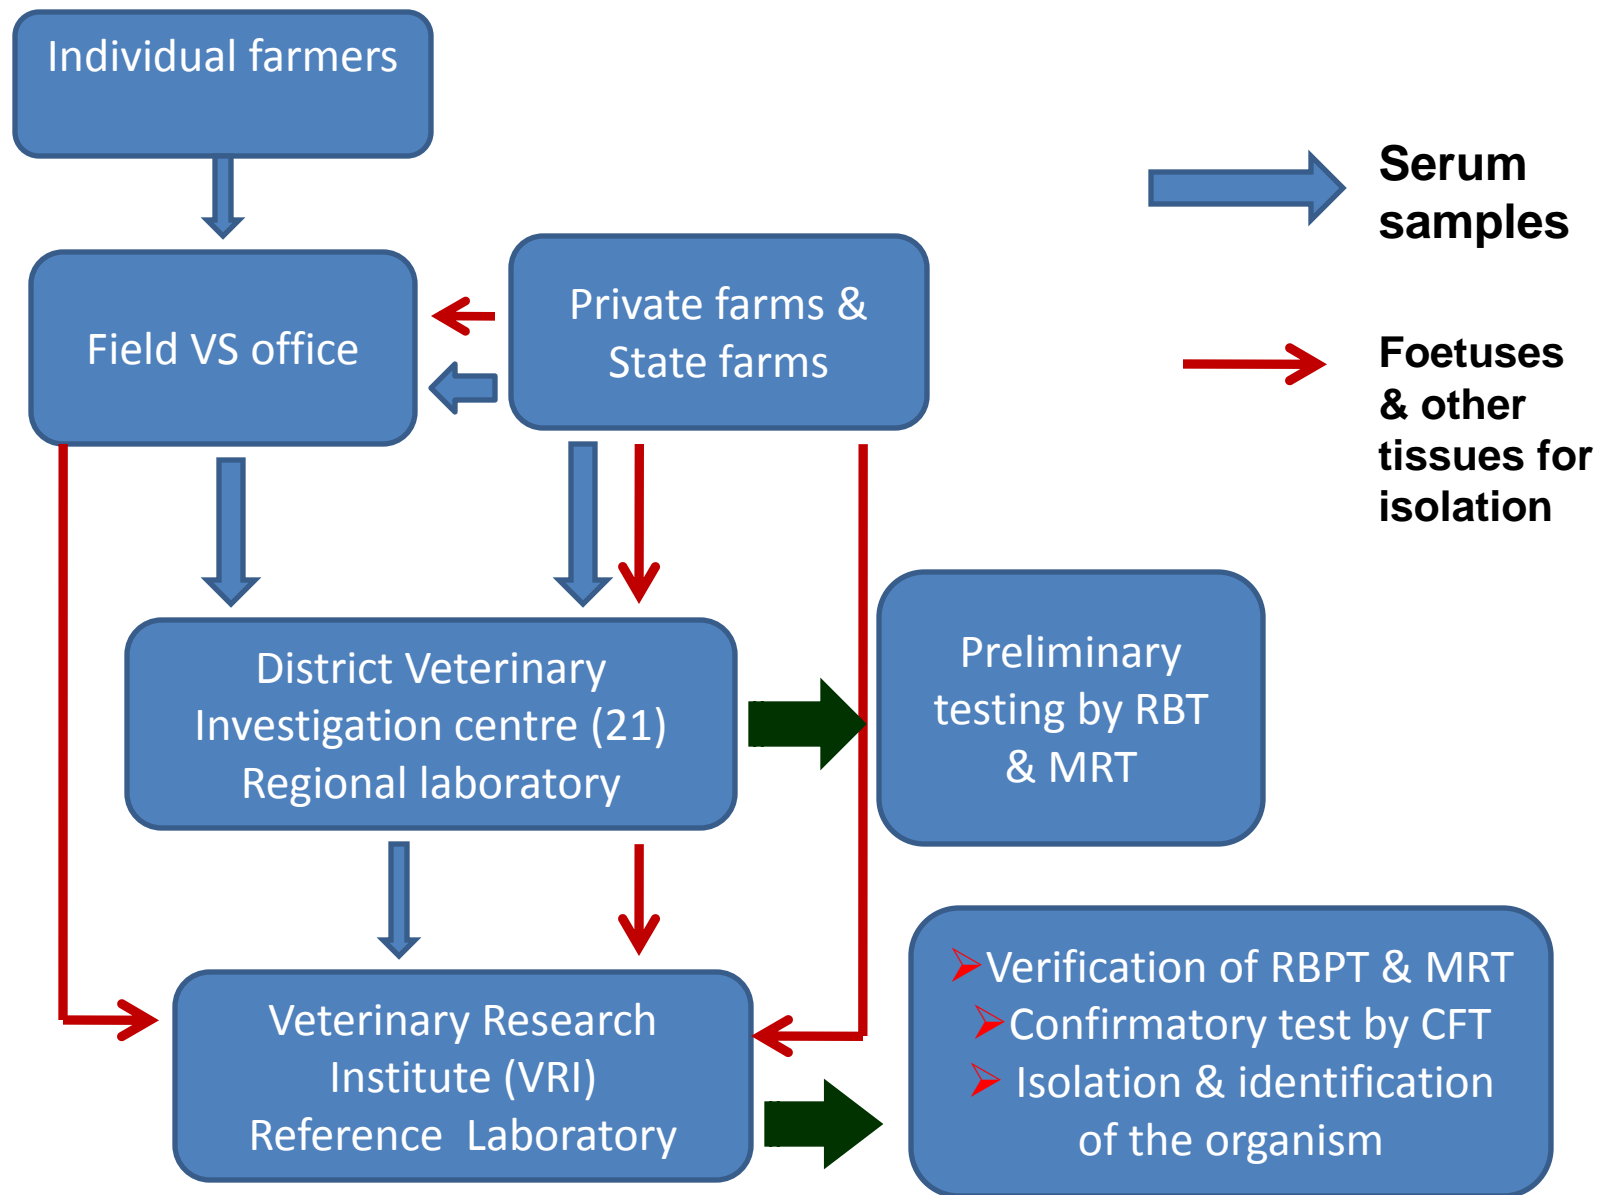 Individual farmers
Serum
samples
Field VS office
Private farms &
State farms
Foetuses
& other
tissues for
isolation
District Veterinary
Investigation centre (21)
Regional laboratory
Preliminary
testing by RBT
& MRT
Veterinary Research
Institute (VRI)
Reference Laboratory
Verification of RBPT & MRT
Confirmatory test by CFT
Isolation & identification
of the organism